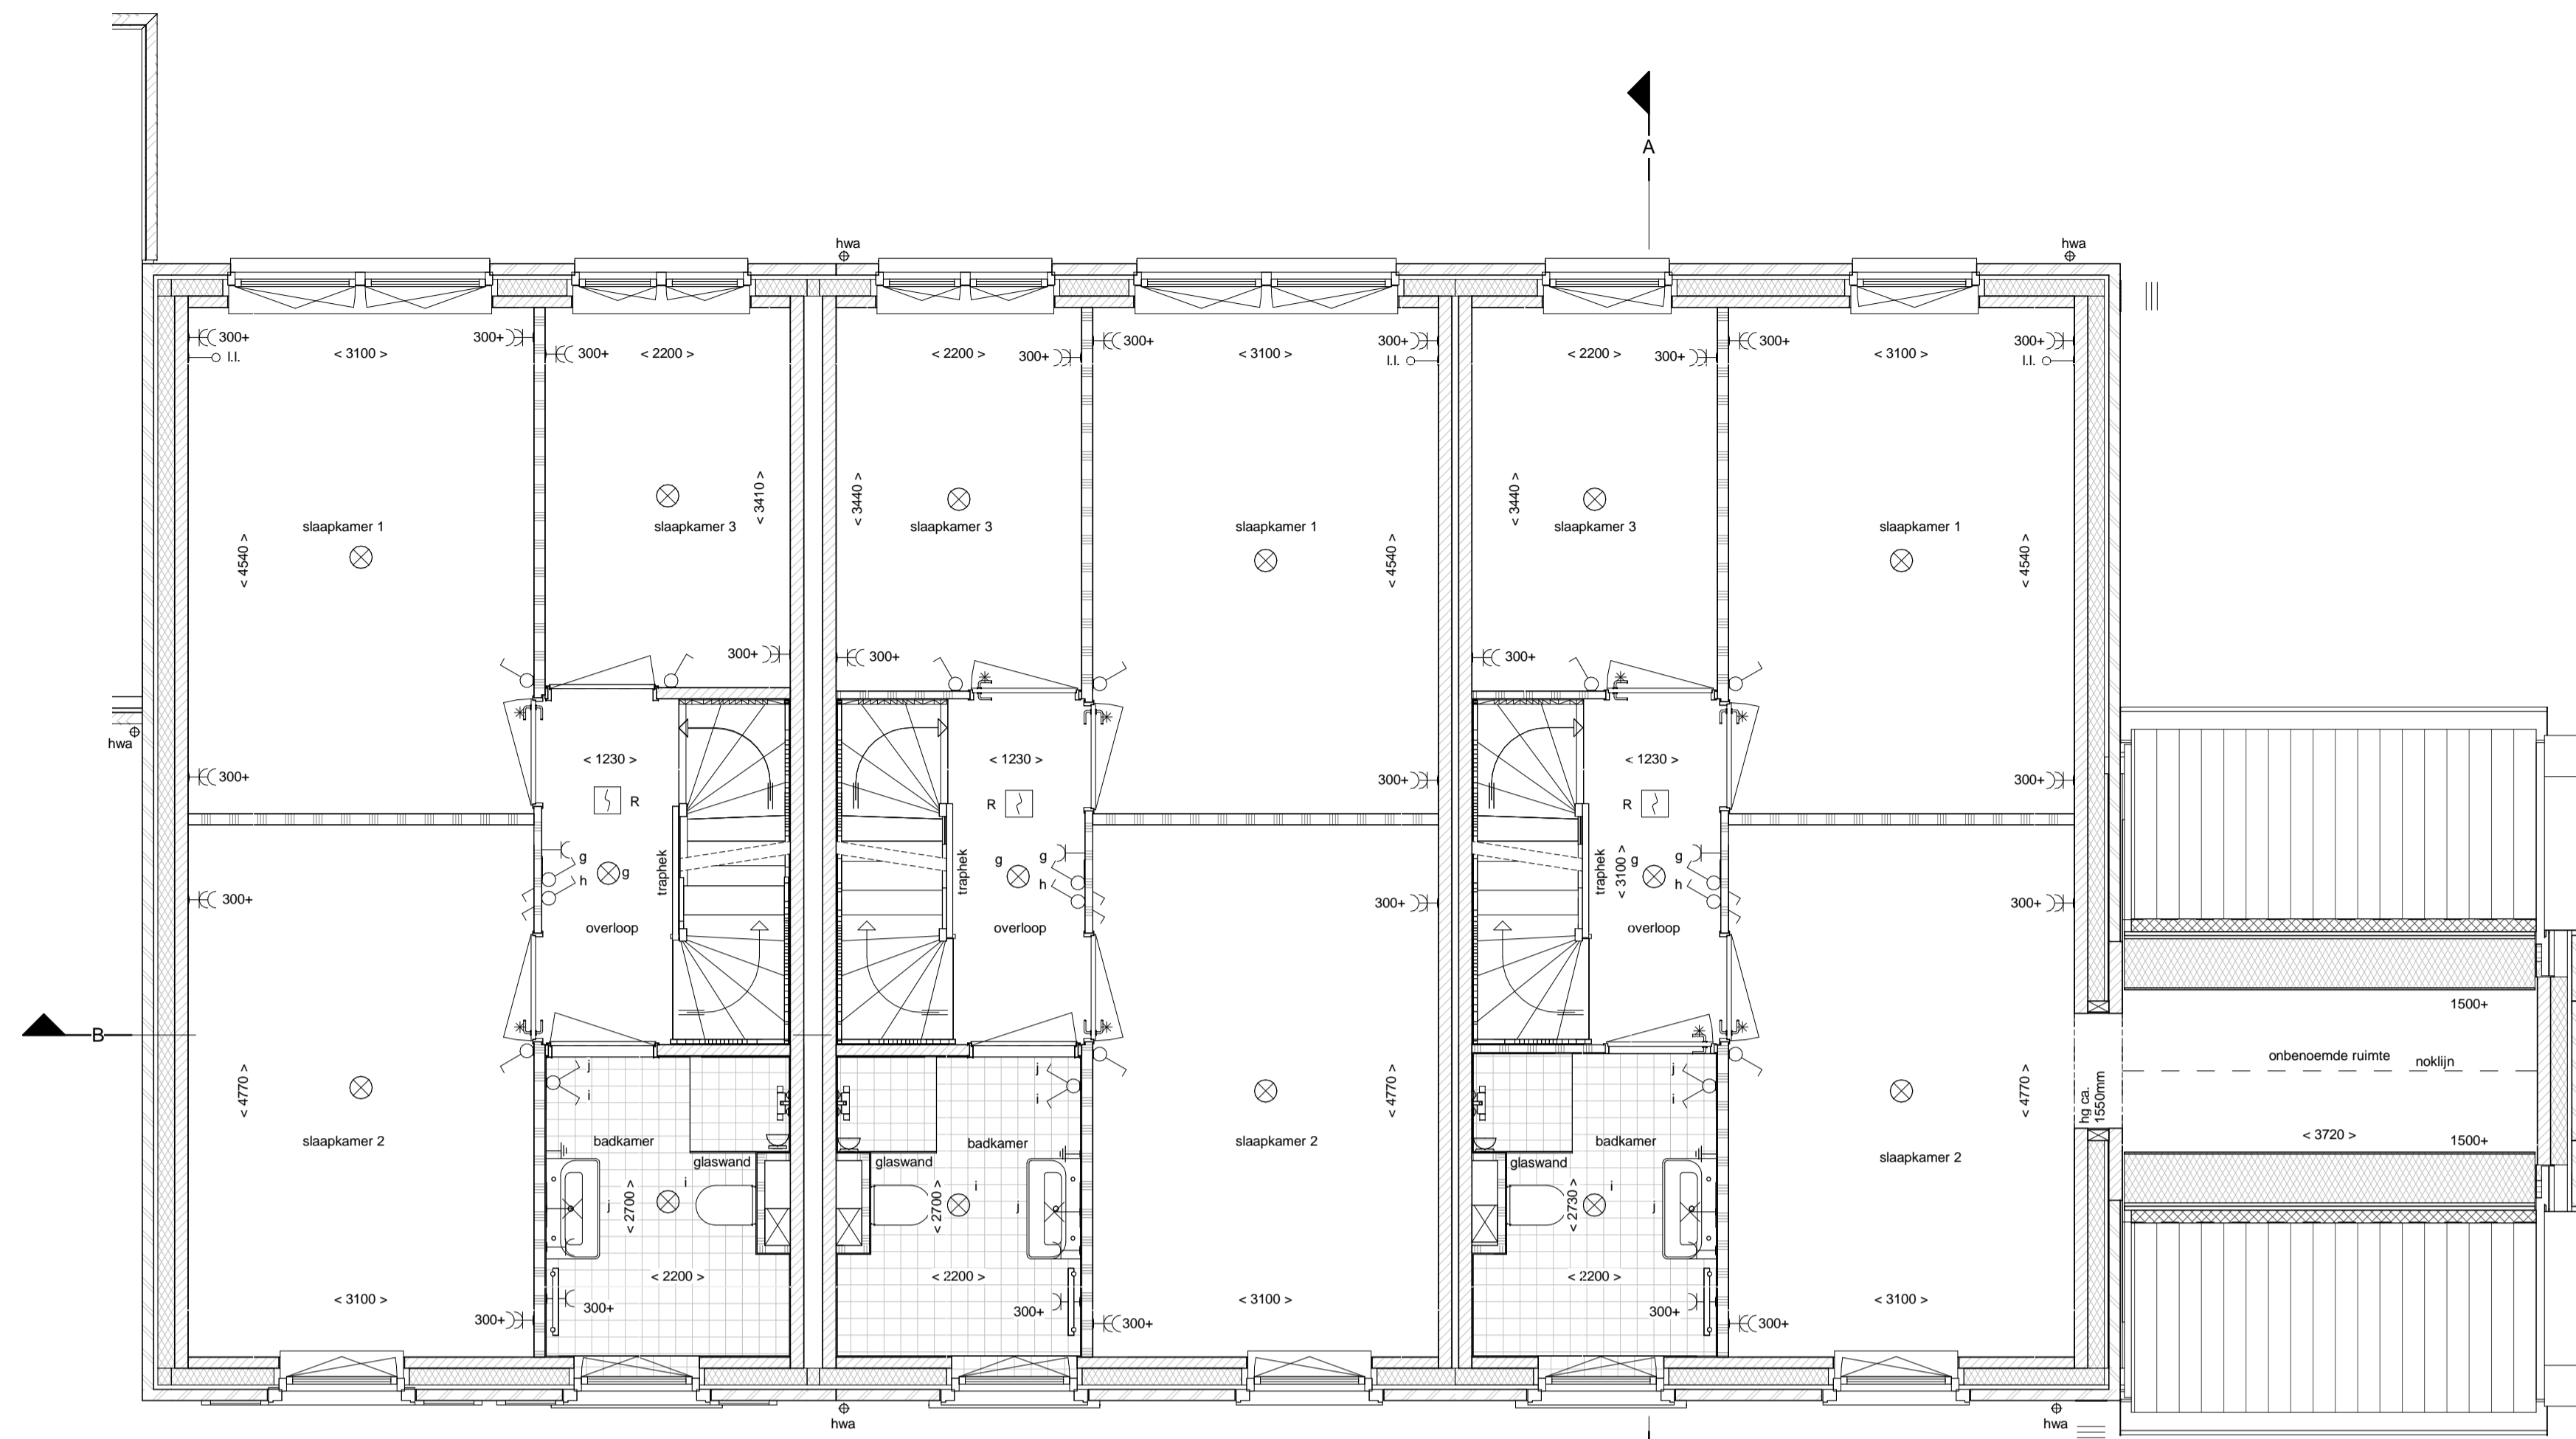 A
hwa
hwa
300+
300+
300+
300+
300+
300+
300+
300+
300+
l.l.
l.l.
l.l.
< 3100 >
< 2200 >
< 2200 >
< 3100 >
< 2200 >
< 3100 >
< 3410 >
< 3440 >
< 3440 >
slaapkamer 1
slaapkamer 3
slaapkamer 3
slaapkamer 1
slaapkamer 3
slaapkamer 1
< 4540 >
< 4540 >
< 4540 >
300+
300+
300+
hwa
< 1230 >
< 1230 >
< 1230 >
300+
300+
300+
R
R
R
g
h
g
traphek
traphek
g
g
h
traphek
< 3100 >
g
g
h
300+
300+
300+
overloop
overloop
overloop
1500+
B
onbenoemde ruimte
noklijn
j
i
j
i
j
i
< 4770 >
< 4770 >
< 4770 >
hg ca.
1550mm
slaapkamer 2
badkamer
badkamer
slaapkamer 2
badkamer
slaapkamer 2
< 3720 >
1500+
glaswand
glaswand
glaswand
i
i
i
j
< 2700 >
< 2700 >
j
< 2730 >
j
< 2200 >
< 2200 >
< 2200 >
< 3100 >
< 3100 >
< 3100 >
300+
300+
300+
300+
300+
300+
hwa
hwa